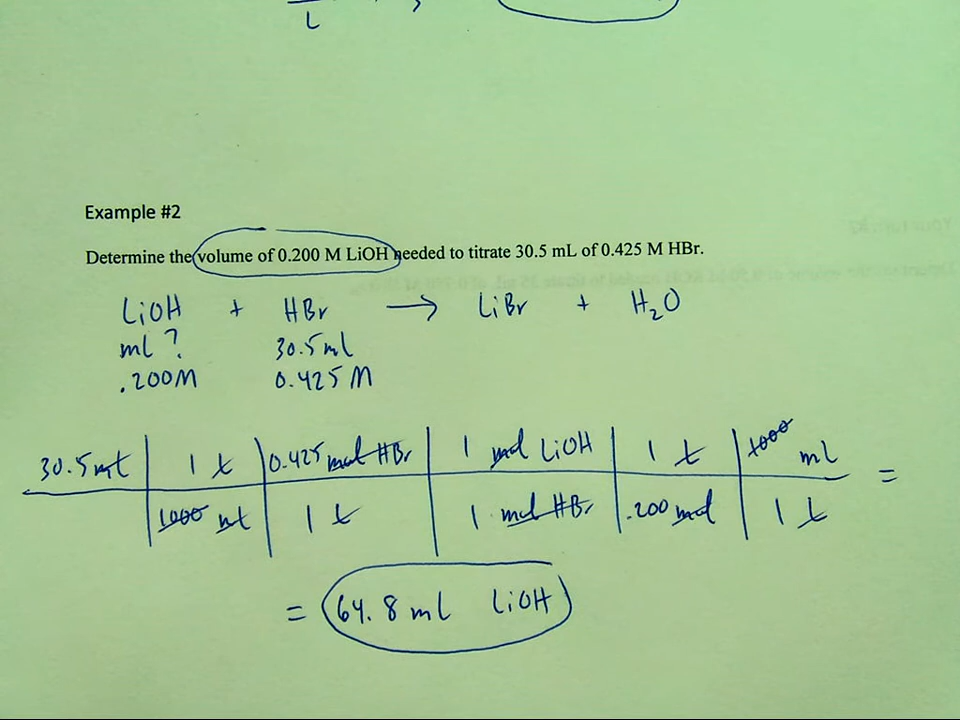 L
Example #2
Determine the volume of 0.200 M LiOH needed to titrate 30.5 mL of 0.425 M HBr.
LiOH + HBr → LiBr + H₂O
ml ? 30.5 ml
.200M 0.425 M
30.5 ml | 1 L | 0.425 mol HBr | 1 mol LiOH | 1 L | 1000 ml =
1000 ml | 1 L | 1 mol HBr | .200 mol | 1 L
= 64.8 ml LiOH